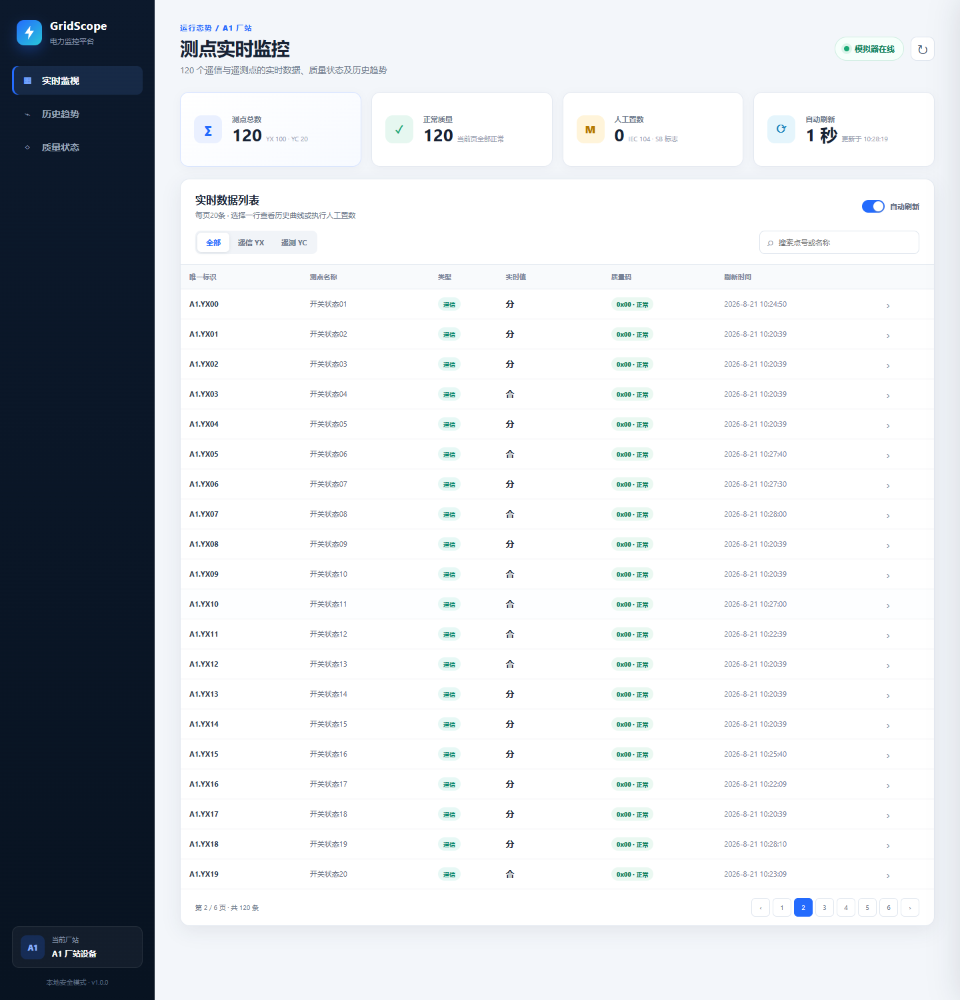 GridScope
电力监控平台
实时监视
历史趋势
质量状态
当前厂站
A1
A1 厂站设备
本地安全模式 · v1.0.0
运行态势 / A1 厂站
测点实时监控
120 个遥信与遥测点的实时数据、质量状态及历史趋势
模拟器在线
Σ 测点总数
120 YX 100 · YC 20
✓ 正常质量
120 当前页全部正常
M 人工置数
0 IEC 104 · SB 标志
自动刷新
1 秒 更新于 10:28:19
实时数据列表
每页20条 · 选择一行查看历史曲线或执行人工置数
自动刷新
全部 遥信 YX 遥测 YC
搜索点号或名称
唯一标识 测点名称 类型 实时值 质量码 刷新时间
A1.YX00 开关状态01 遥信 分 0x00 · 正常 2026-8-21 10:24:50 ›
A1.YX01 开关状态02 遥信 分 0x00 · 正常 2026-8-21 10:20:39 ›
A1.YX02 开关状态03 遥信 分 0x00 · 正常 2026-8-21 10:20:39 ›
A1.YX03 开关状态04 遥信 合 0x00 · 正常 2026-8-21 10:20:39 ›
A1.YX04 开关状态05 遥信 分 0x00 · 正常 2026-8-21 10:20:39 ›
A1.YX05 开关状态06 遥信 合 0x00 · 正常 2026-8-21 10:27:40 ›
A1.YX06 开关状态07 遥信 分 0x00 · 正常 2026-8-21 10:27:30 ›
A1.YX07 开关状态08 遥信 合 0x00 · 正常 2026-8-21 10:28:00 ›
A1.YX08 开关状态09 遥信 分 0x00 · 正常 2026-8-21 10:20:39 ›
A1.YX09 开关状态10 遥信 合 0x00 · 正常 2026-8-21 10:20:39 ›
A1.YX10 开关状态11 遥信 合 0x00 · 正常 2026-8-21 10:27:00 ›
A1.YX11 开关状态12 遥信 合 0x00 · 正常 2026-8-21 10:22:39 ›
A1.YX12 开关状态13 遥信 合 0x00 · 正常 2026-8-21 10:20:39 ›
A1.YX13 开关状态14 遥信 分 0x00 · 正常 2026-8-21 10:20:39 ›
A1.YX14 开关状态15 遥信 分 0x00 · 正常 2026-8-21 10:20:39 ›
A1.YX15 开关状态16 遥信 分 0x00 · 正常 2026-8-21 10:25:40 ›
A1.YX16 开关状态17 遥信 分 0x00 · 正常 2026-8-21 10:22:09 ›
A1.YX17 开关状态18 遥信 分 0x00 · 正常 2026-8-21 10:20:39 ›
A1.YX18 开关状态19 遥信 分 0x00 · 正常 2026-8-21 10:28:10 ›
A1.YX19 开关状态20 遥信 合 0x00 · 正常 2026-8-21 10:23:09 ›
第 2 / 6 页 · 共 120 条
‹ 1 2 3 4 5 6 ›